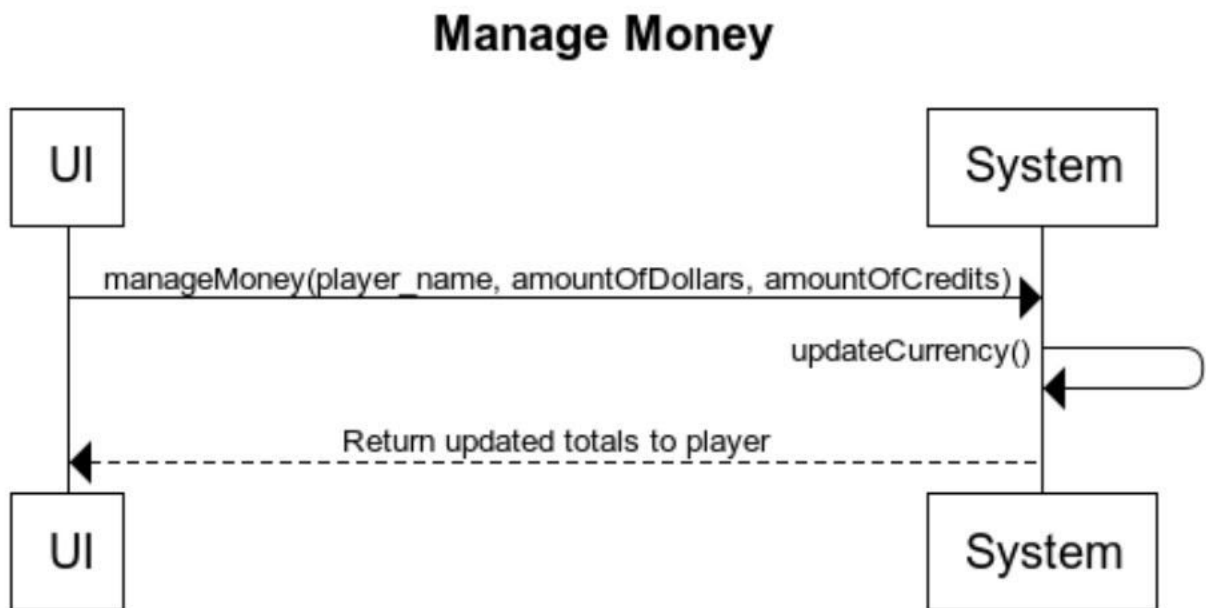 Manage Money
UI
System
manageMoney(player_name, amountOfDollars, amountOfCredits)
updateCurrency()
Return updated totals to player
UI
System